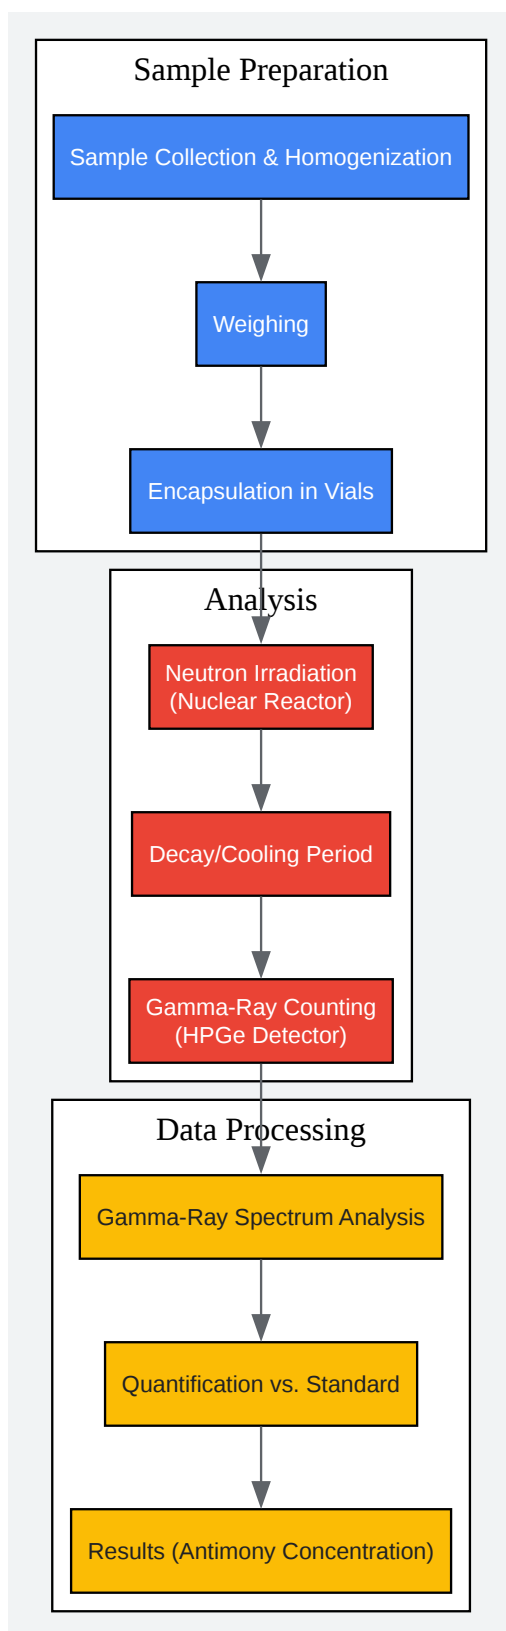 Sample Preparation
Sample Collection & Homogenization
Weighing
Encapsulation in Vials
Analysis
Neutron Irradiation
(Nuclear Reactor)
Decay/Cooling Period
Gamma-Ray Counting
(HPGe Detector)
Data Processing
Gamma-Ray Spectrum Analysis
Quantification vs. Standard
Results (Antimony Concentration)